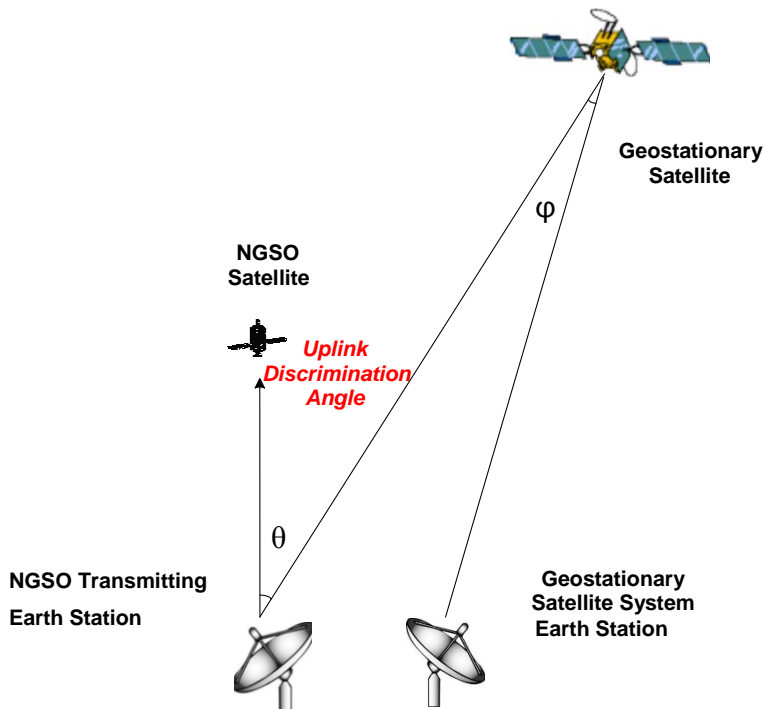 Geostationary
Satellite
φ
NGSO
Satellite
Uplink
Discrimination
Angle
θ
NGSO Transmitting
Earth Station
Geostationary
Satellite System
Earth Station